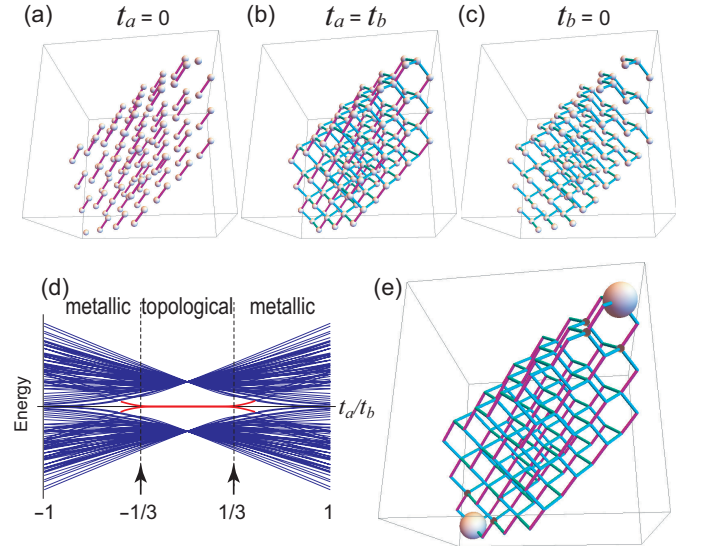 (a) t_a = 0
(b) t_a = t_b
(c) t_b = 0
(d)
metallic topological metallic
Energy
t_a/t_b
−1 −1/3 1/3 1
(e)